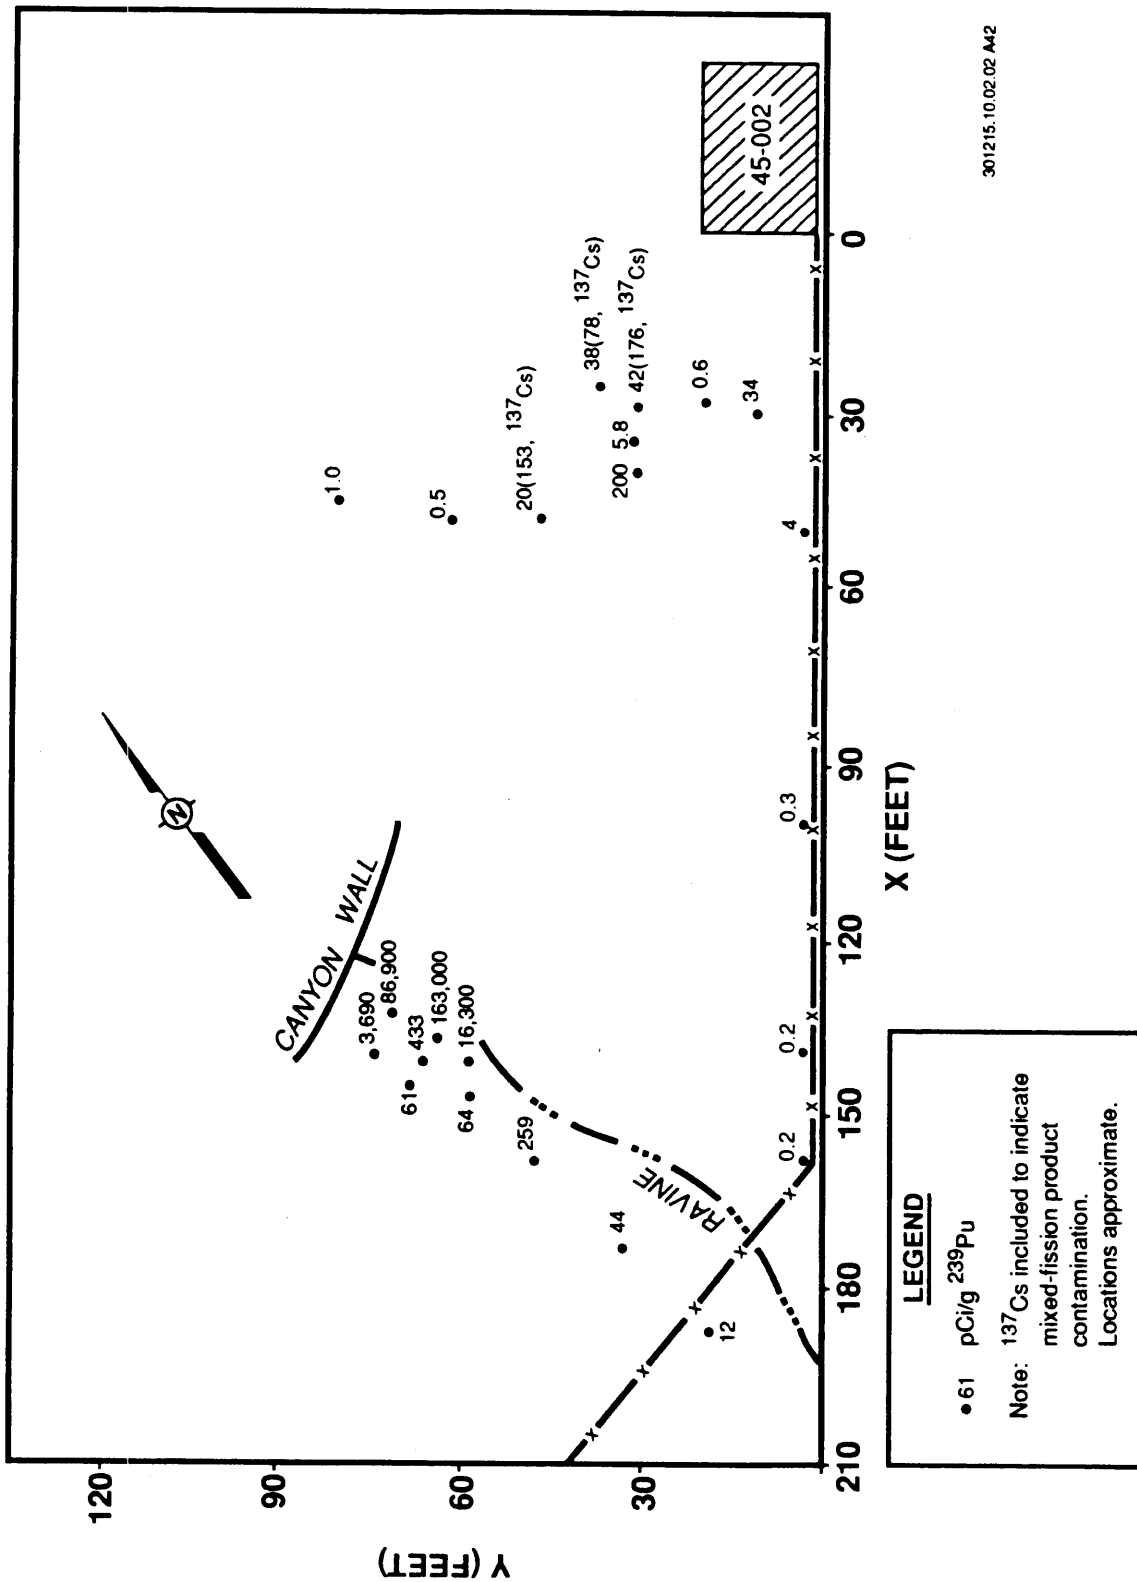 Y (FEET)
120
90
60
30
CANYON WALL
N
3,690
86,900
61
433
163,000
64
16,300
259
44
12
RAVINE
1.0
0.5
20(153, ¹³⁷Cs)
38(78, ¹³⁷Cs)
200
5.8
42(176, ¹³⁷Cs)
0.6
34
4
0.3
0.2
0.2
45-002
210
180
150
120
90
60
30
0
X (FEET)
LEGEND
• 61 pCi/g ²³⁹Pu
Note: ¹³⁷Cs included to indicate
mixed-fission product
contamination.
Locations approximate.
301215.10.02.02 A42